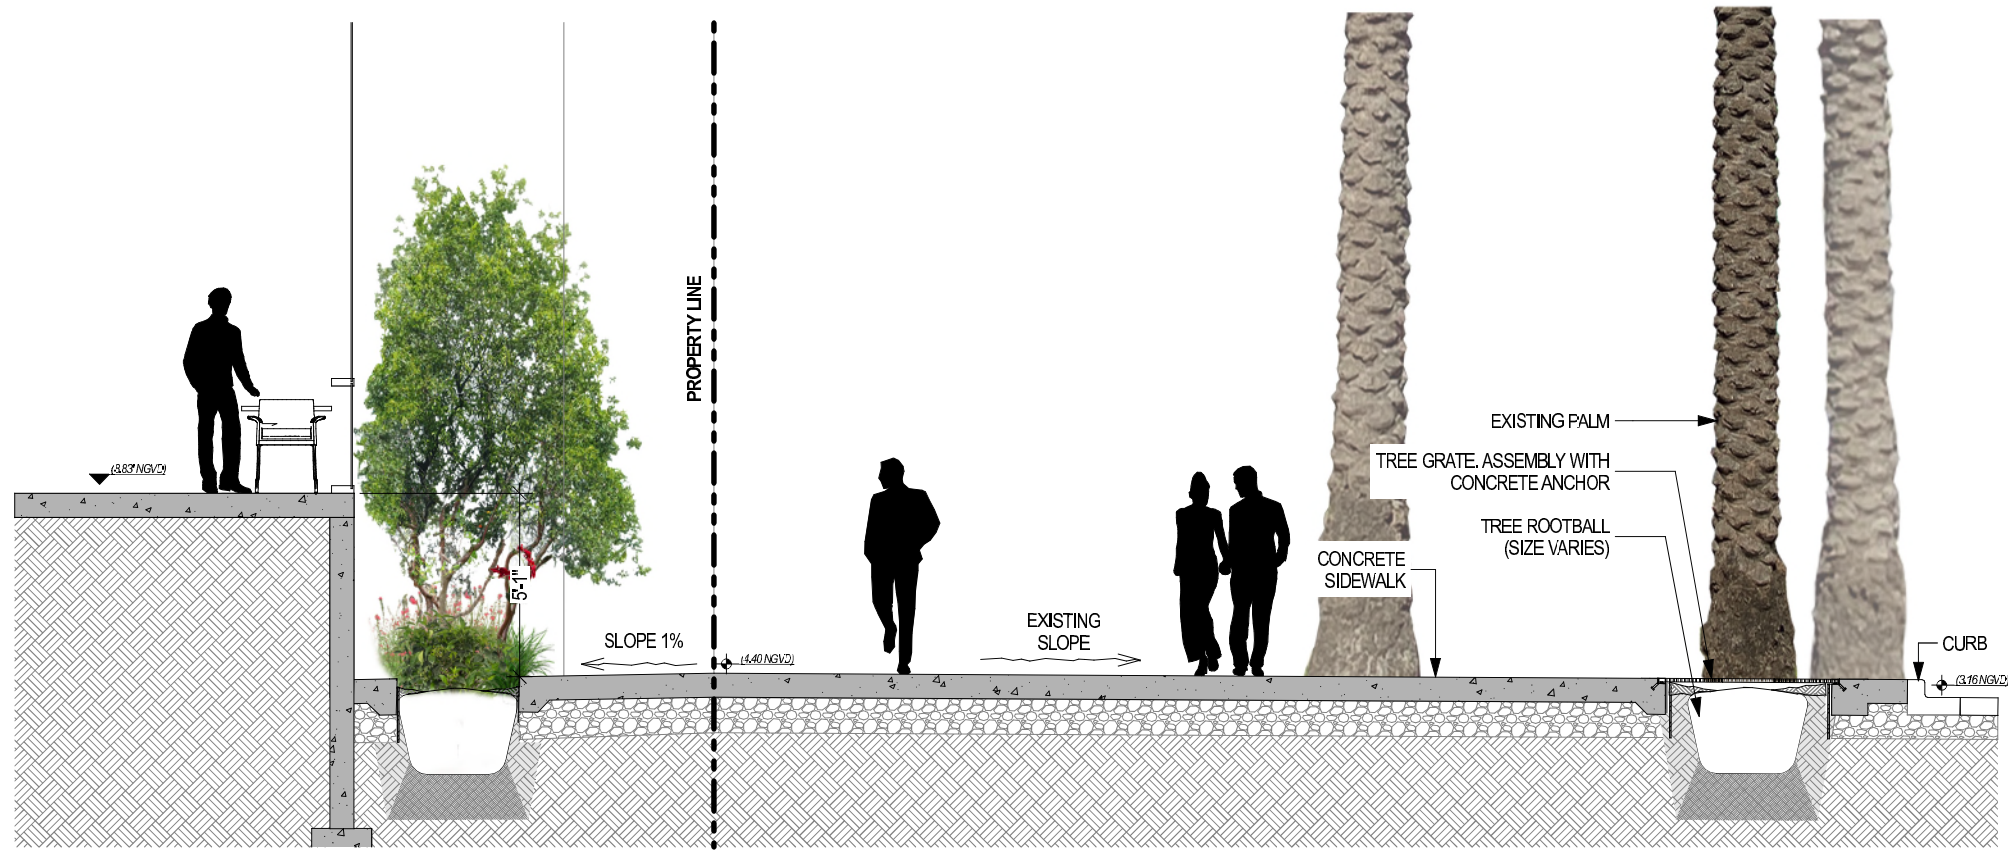 PROPERTY LINE
(8.83' NGVD)
5'-1"
SLOPE 1%
(4.40 NGVD)
EXISTING
SLOPE
CONCRETE
SIDEWALK
EXISTING PALM
TREE GRATE. ASSEMBLY WITH
CONCRETE ANCHOR
TREE ROOTBALL
(SIZE VARIES)
CURB
(3.16 NGVD)